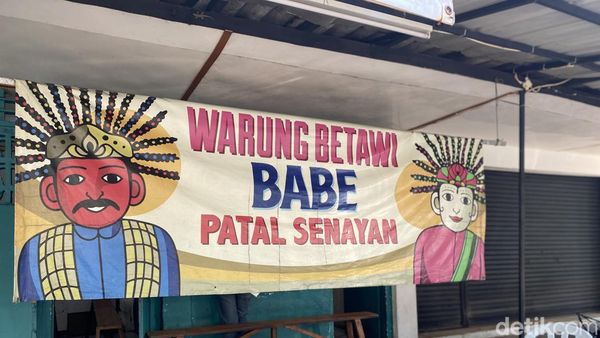 WARUNG BETAWI
BABE
PATAL SENAYAN
detikcom